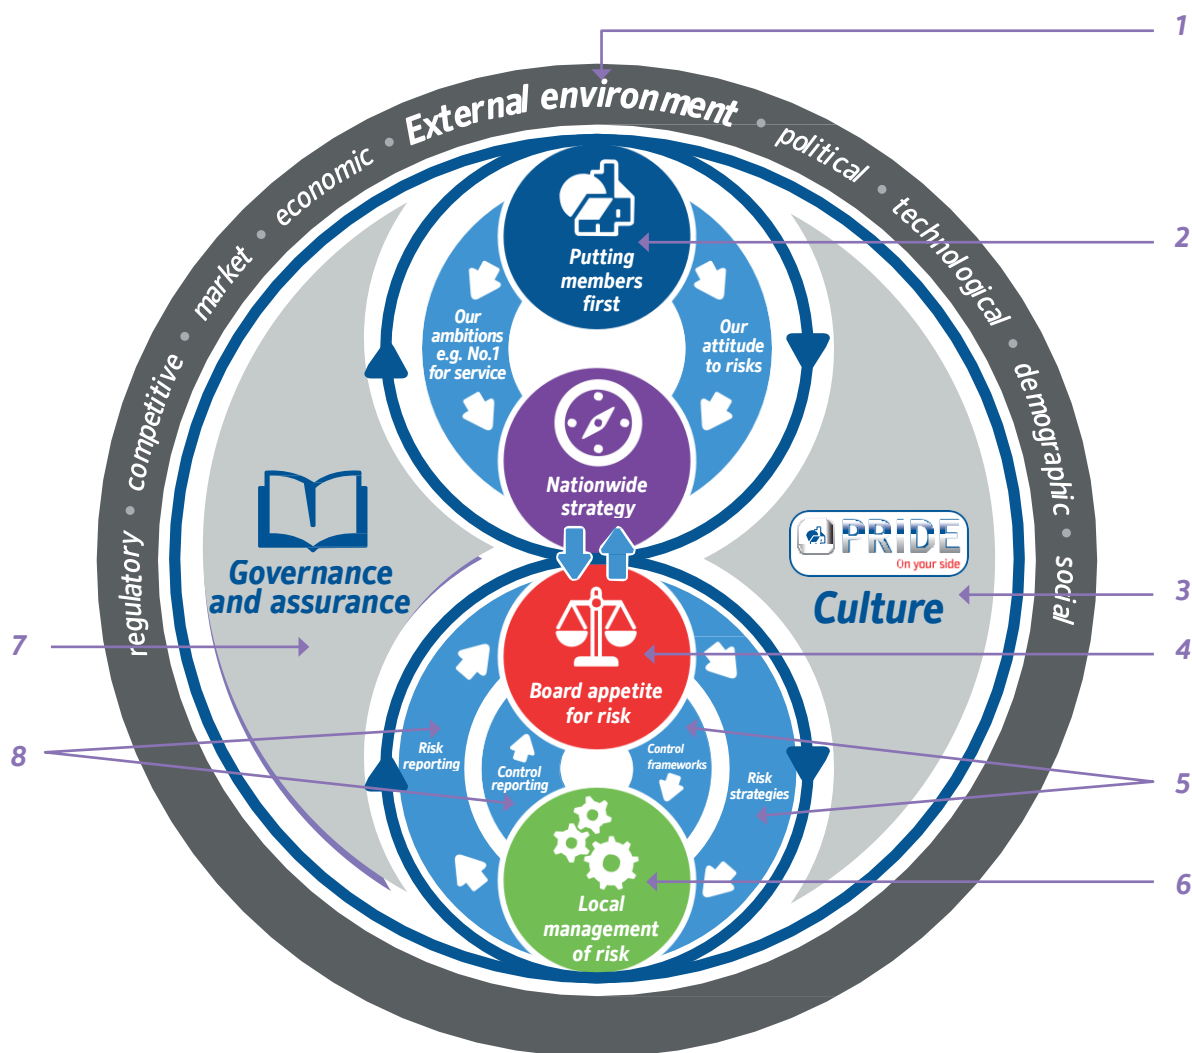 1
External environment
regulatory • competitive • market • economic •
• political • technological • demographic • social
2
Putting
members
first
Our
ambitions
e.g. No.1
for service
Our
attitude
to risks
Nationwide
strategy
Governance
and assurance
PRIDE
On your side
Culture
3
7
4
Board appetite
for risk
8
Risk
reporting
Control
reporting
Control
frameworks
Risk
strategies
5
6
Local
management
of risk